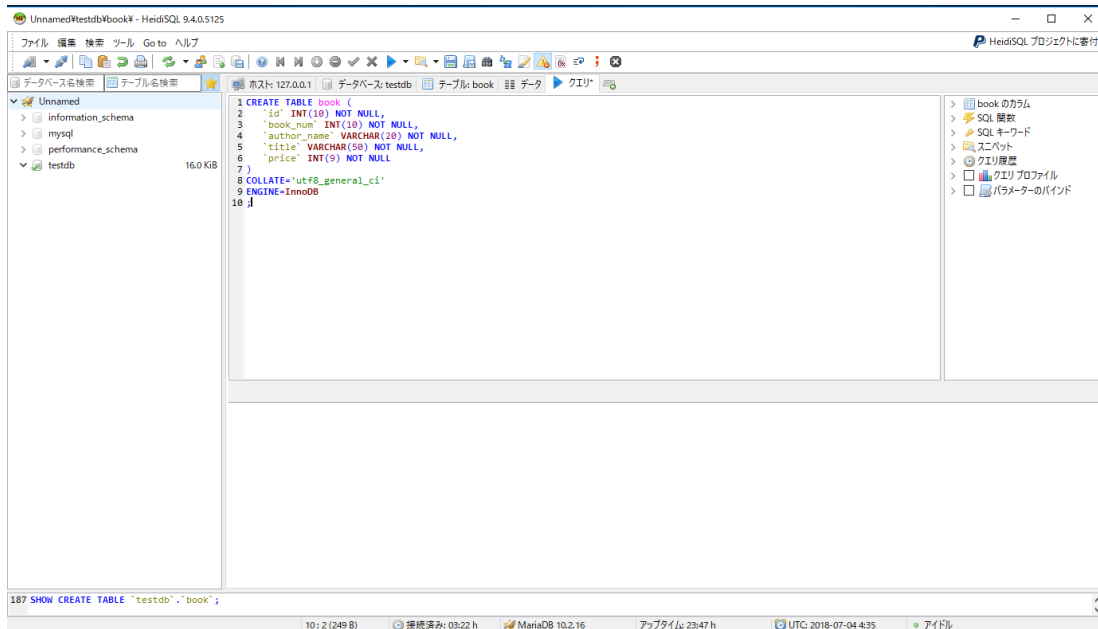 Unnamed¥testdb¥book¥ - HeidiSQL 9.4.0.5125
ファイル 編集 検索 ツール Go to ヘルプ
HeidiSQL プロジェクトに寄付
データベース名検索 テーブル名検索
ホスト: 127.0.0.1 データベース: testdb テーブル: book データ クエリ*
Unnamed
information_schema
mysql
performance_schema
testdb 16.0 KiB
1 CREATE TABLE book (
2 `id` INT(10) NOT NULL,
3 `book_num` INT(10) NOT NULL,
4 `author_name` VARCHAR(20) NOT NULL,
5 `title` VARCHAR(50) NOT NULL,
6 `price` INT(9) NOT NULL
7 )
8 COLLATE='utf8_general_ci'
9 ENGINE=InnoDB
10 ;
book のカラム
SQL 関数
SQL キーワード
スニペット
クエリ履歴
クエリ プロファイル
パラメーターのバインド
187 SHOW CREATE TABLE `testdb`.`book`;
10 : 2 (249 B) 接続済み: 03:22 h MariaDB 10.2.16 アップタイム: 23:47 h UTC: 2018-07-04 4:35 アイドル